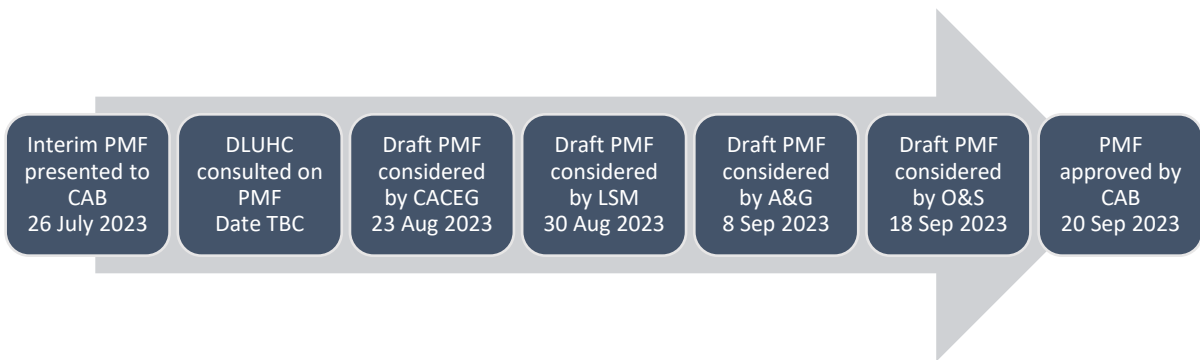 Interim PMF
presented to
CAB
26 July 2023
DLUHC
consulted on
PMF
Date TBC
Draft PMF
considered
by CACEG
23 Aug 2023
Draft PMF
considered
by LSM
30 Aug 2023
Draft PMF
considered
by A&G
8 Sep 2023
Draft PMF
considered
by O&S
18 Sep 2023
PMF
approved by
CAB
20 Sep 2023